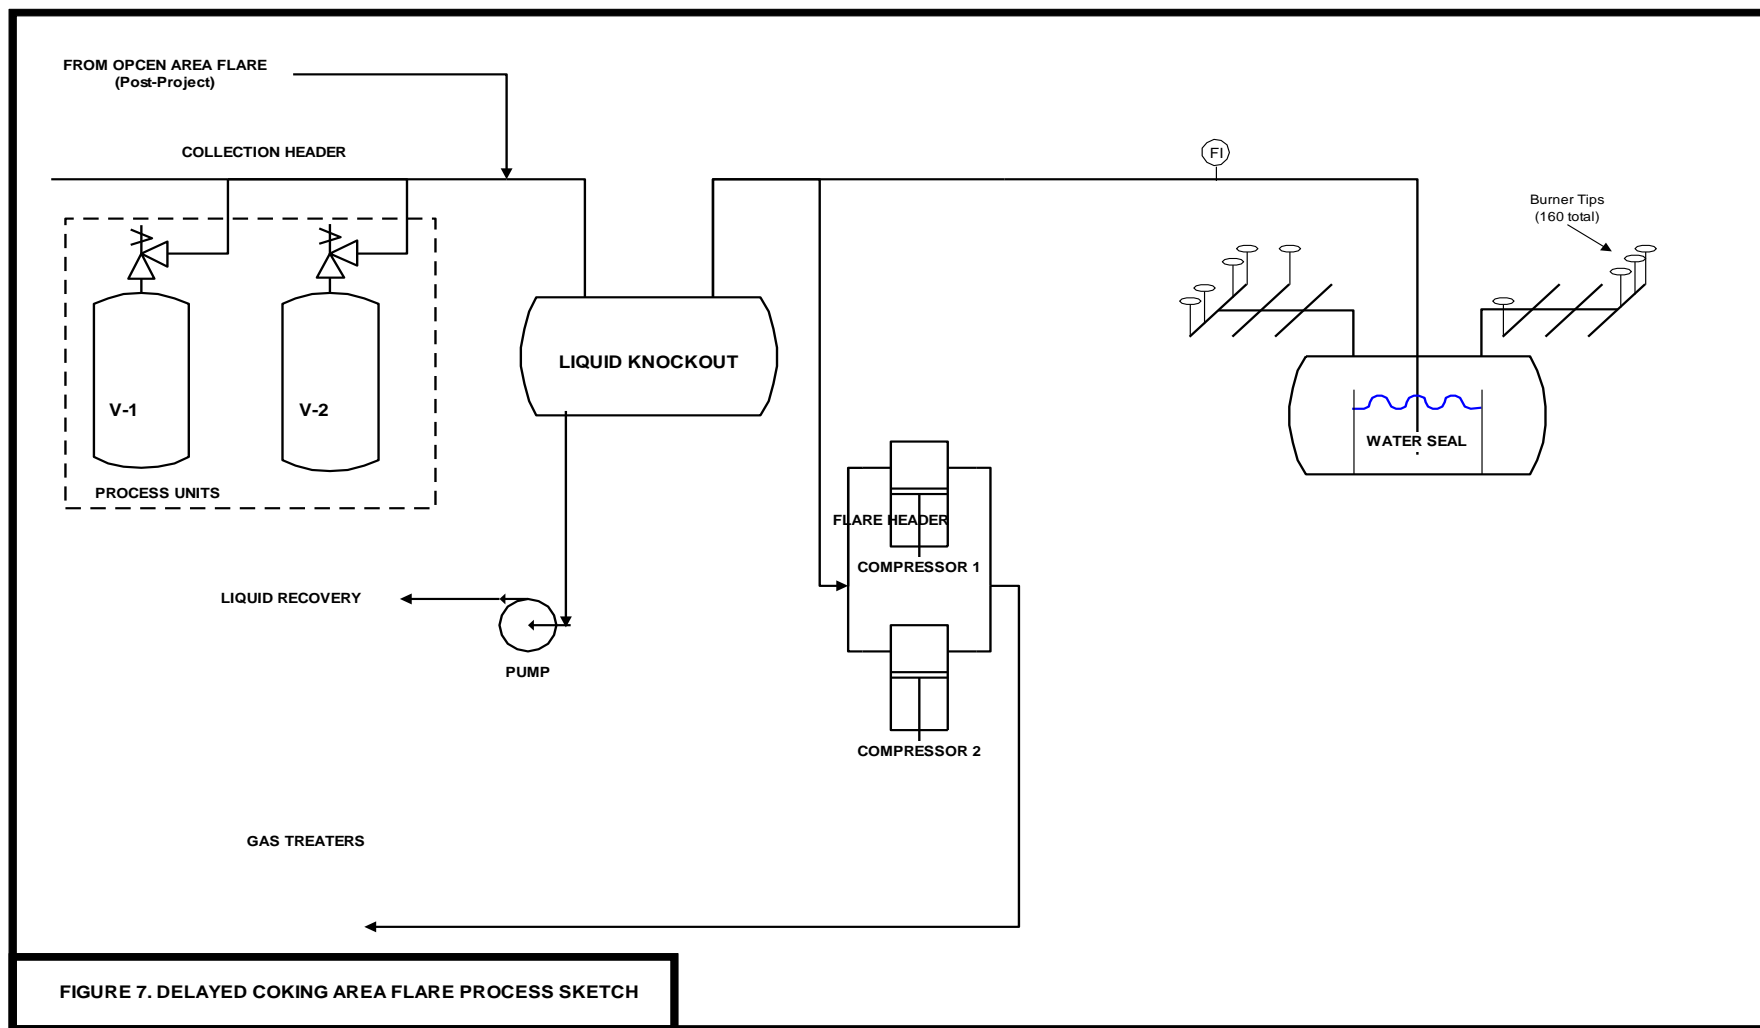 FROM OPCEN AREA FLARE
(Post-Project)
COLLECTION HEADER
FI
Burner Tips
(160 total)
LIQUID KNOCKOUT
V-1
V-2
WATER SEAL
PROCESS UNITS
FLARE HEADER
COMPRESSOR 1
LIQUID RECOVERY
PUMP
COMPRESSOR 2
GAS TREATERS
FIGURE 7. DELAYED COKING AREA FLARE PROCESS SKETCH